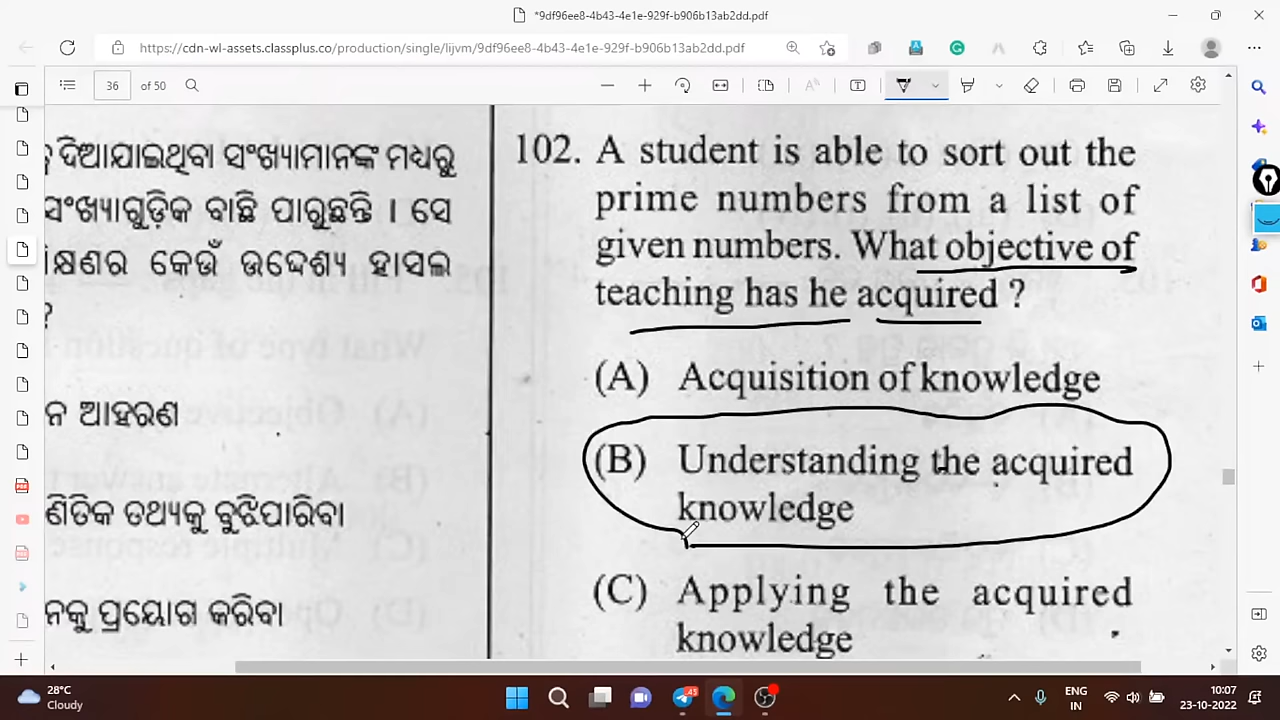 *9df96ee8-4b43-4e1e-929f-b906b13ab2dd.pdf
https://cdn-wl-assets.classplus.co/production/single/lijvm/9df96ee8-4b43-4e1e-929f-b906b13ab2dd.pdf
36 of 50
ଦିଆଯାଇଥିବା ସଂଖ୍ୟାମାନଙ୍କ ମଧ୍ୟରୁ
ସଂଖ୍ୟାଗୁଡ଼ିକ ବାଛି ପାରୁଛନ୍ତି । ସେ
କ୍ଷଣର କେଉଁ ଉଦ୍ଦେଶ୍ୟ ହାସଲ
?
ନ ଆହରଣ
ଣିତିକ ତଥ୍ୟକୁ ବୁଝିପାରିବା
ନକୁ ପ୍ରୟୋଗ କରିବା
102. A student is able to sort out the
prime numbers from a list of
given numbers. What objective of
teaching has he acquired ?
(A) Acquisition of knowledge
(B) Understanding the acquired
knowledge
(C) Applying the acquired
knowledge
28°C
Cloudy
45
ENG
IN
10:07
23-10-2022